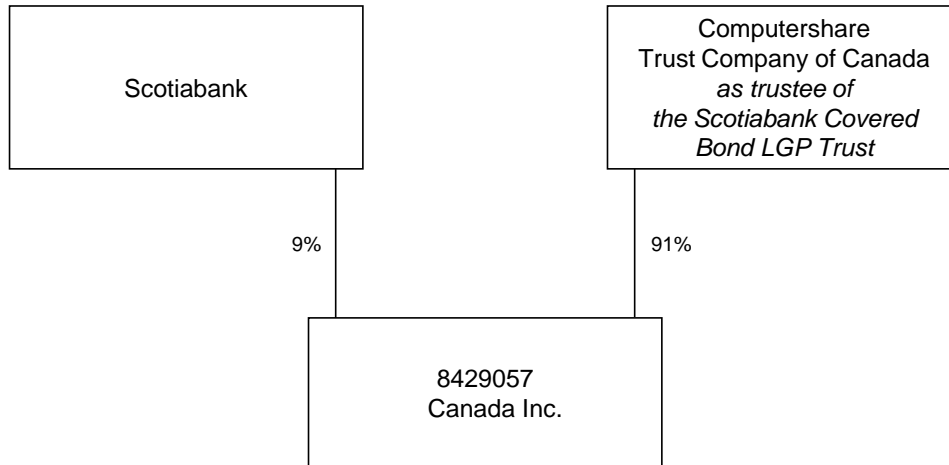 Scotiabank
Computershare
Trust Company of Canada
as trustee of
the Scotiabank Covered
Bond LGP Trust
9%
91%
8429057
Canada Inc.